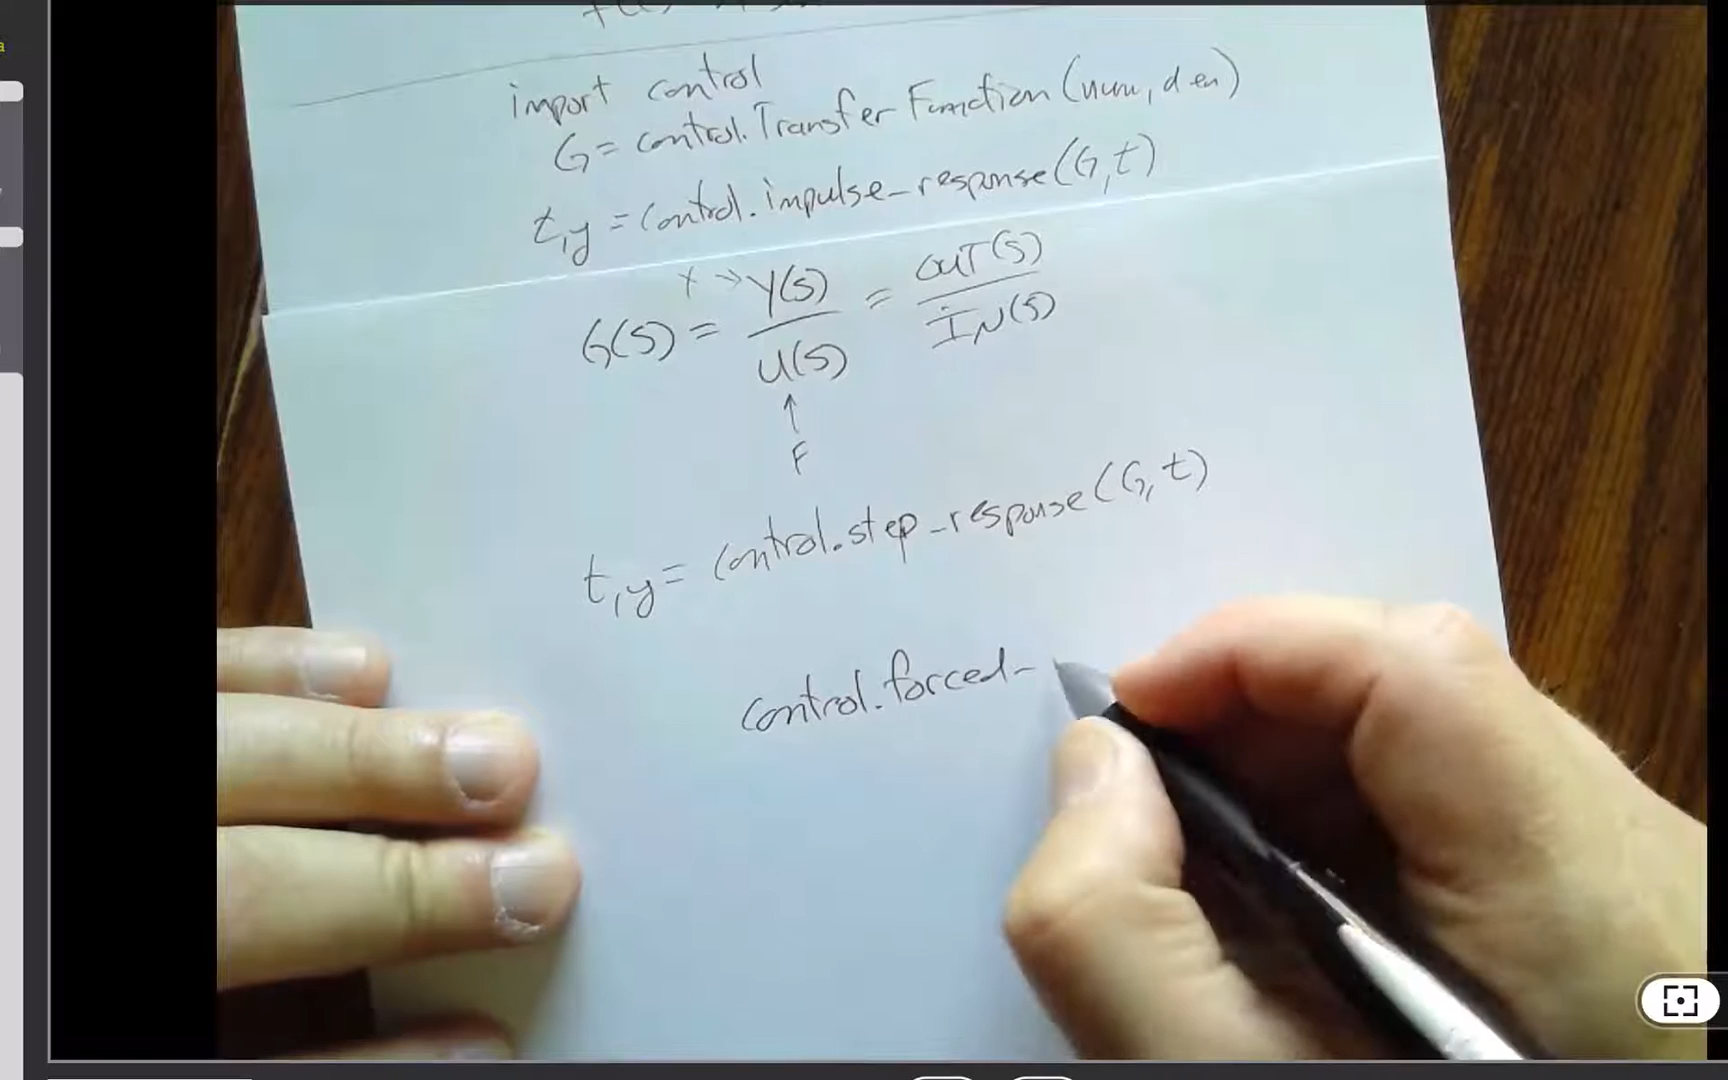 import control
G = control.TransferFunction(num, den)
t,y = control.impulse_response(G,t)
x → Y(s) = OUT(s)
G(s) =
U(s) IN(s)
↑
F
t,y = control.step_response(G,t)
control.forced_